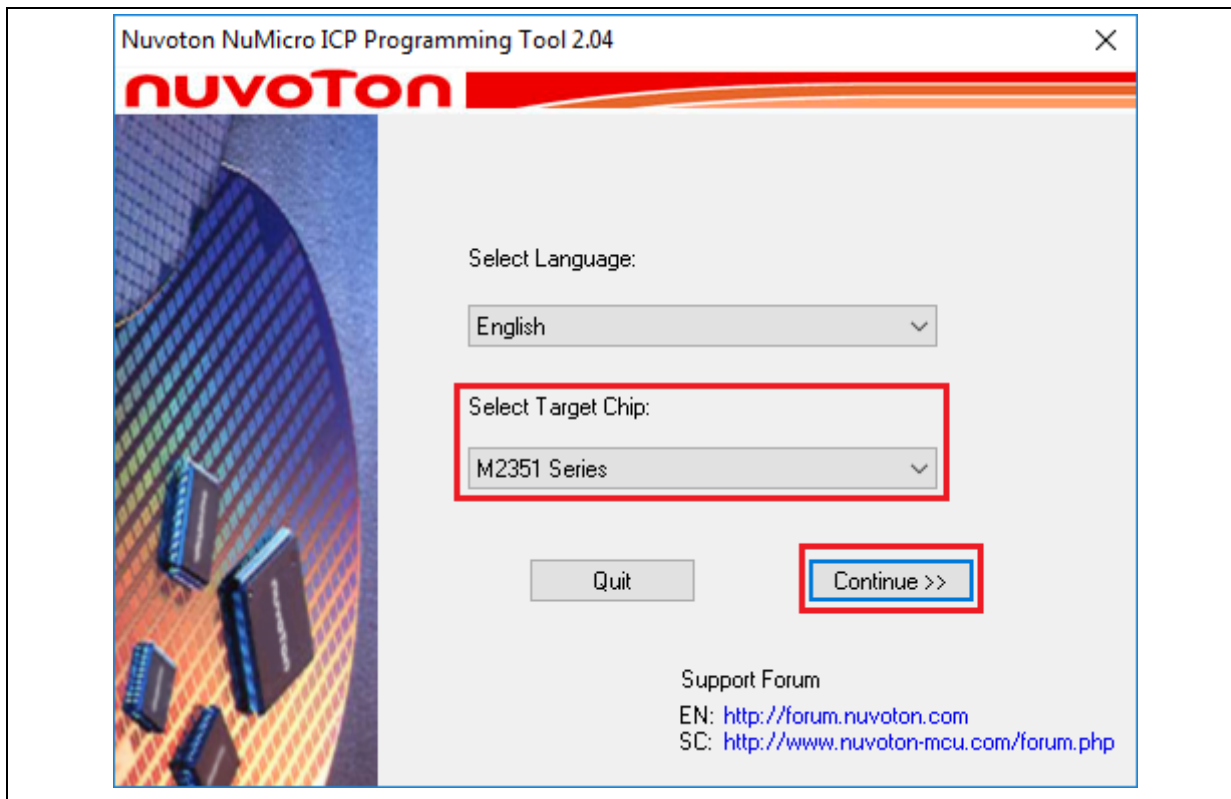 Nuvoton NuMicro ICP Programming Tool 2.04
nuvoTon
Select Language:
English
Select Target Chip:
M2351 Series
Quit
Continue >>
Support Forum
EN: http://forum.nuvoton.com
SC: http://www.nuvoton-mcu.com/forum.php
nuvoTon